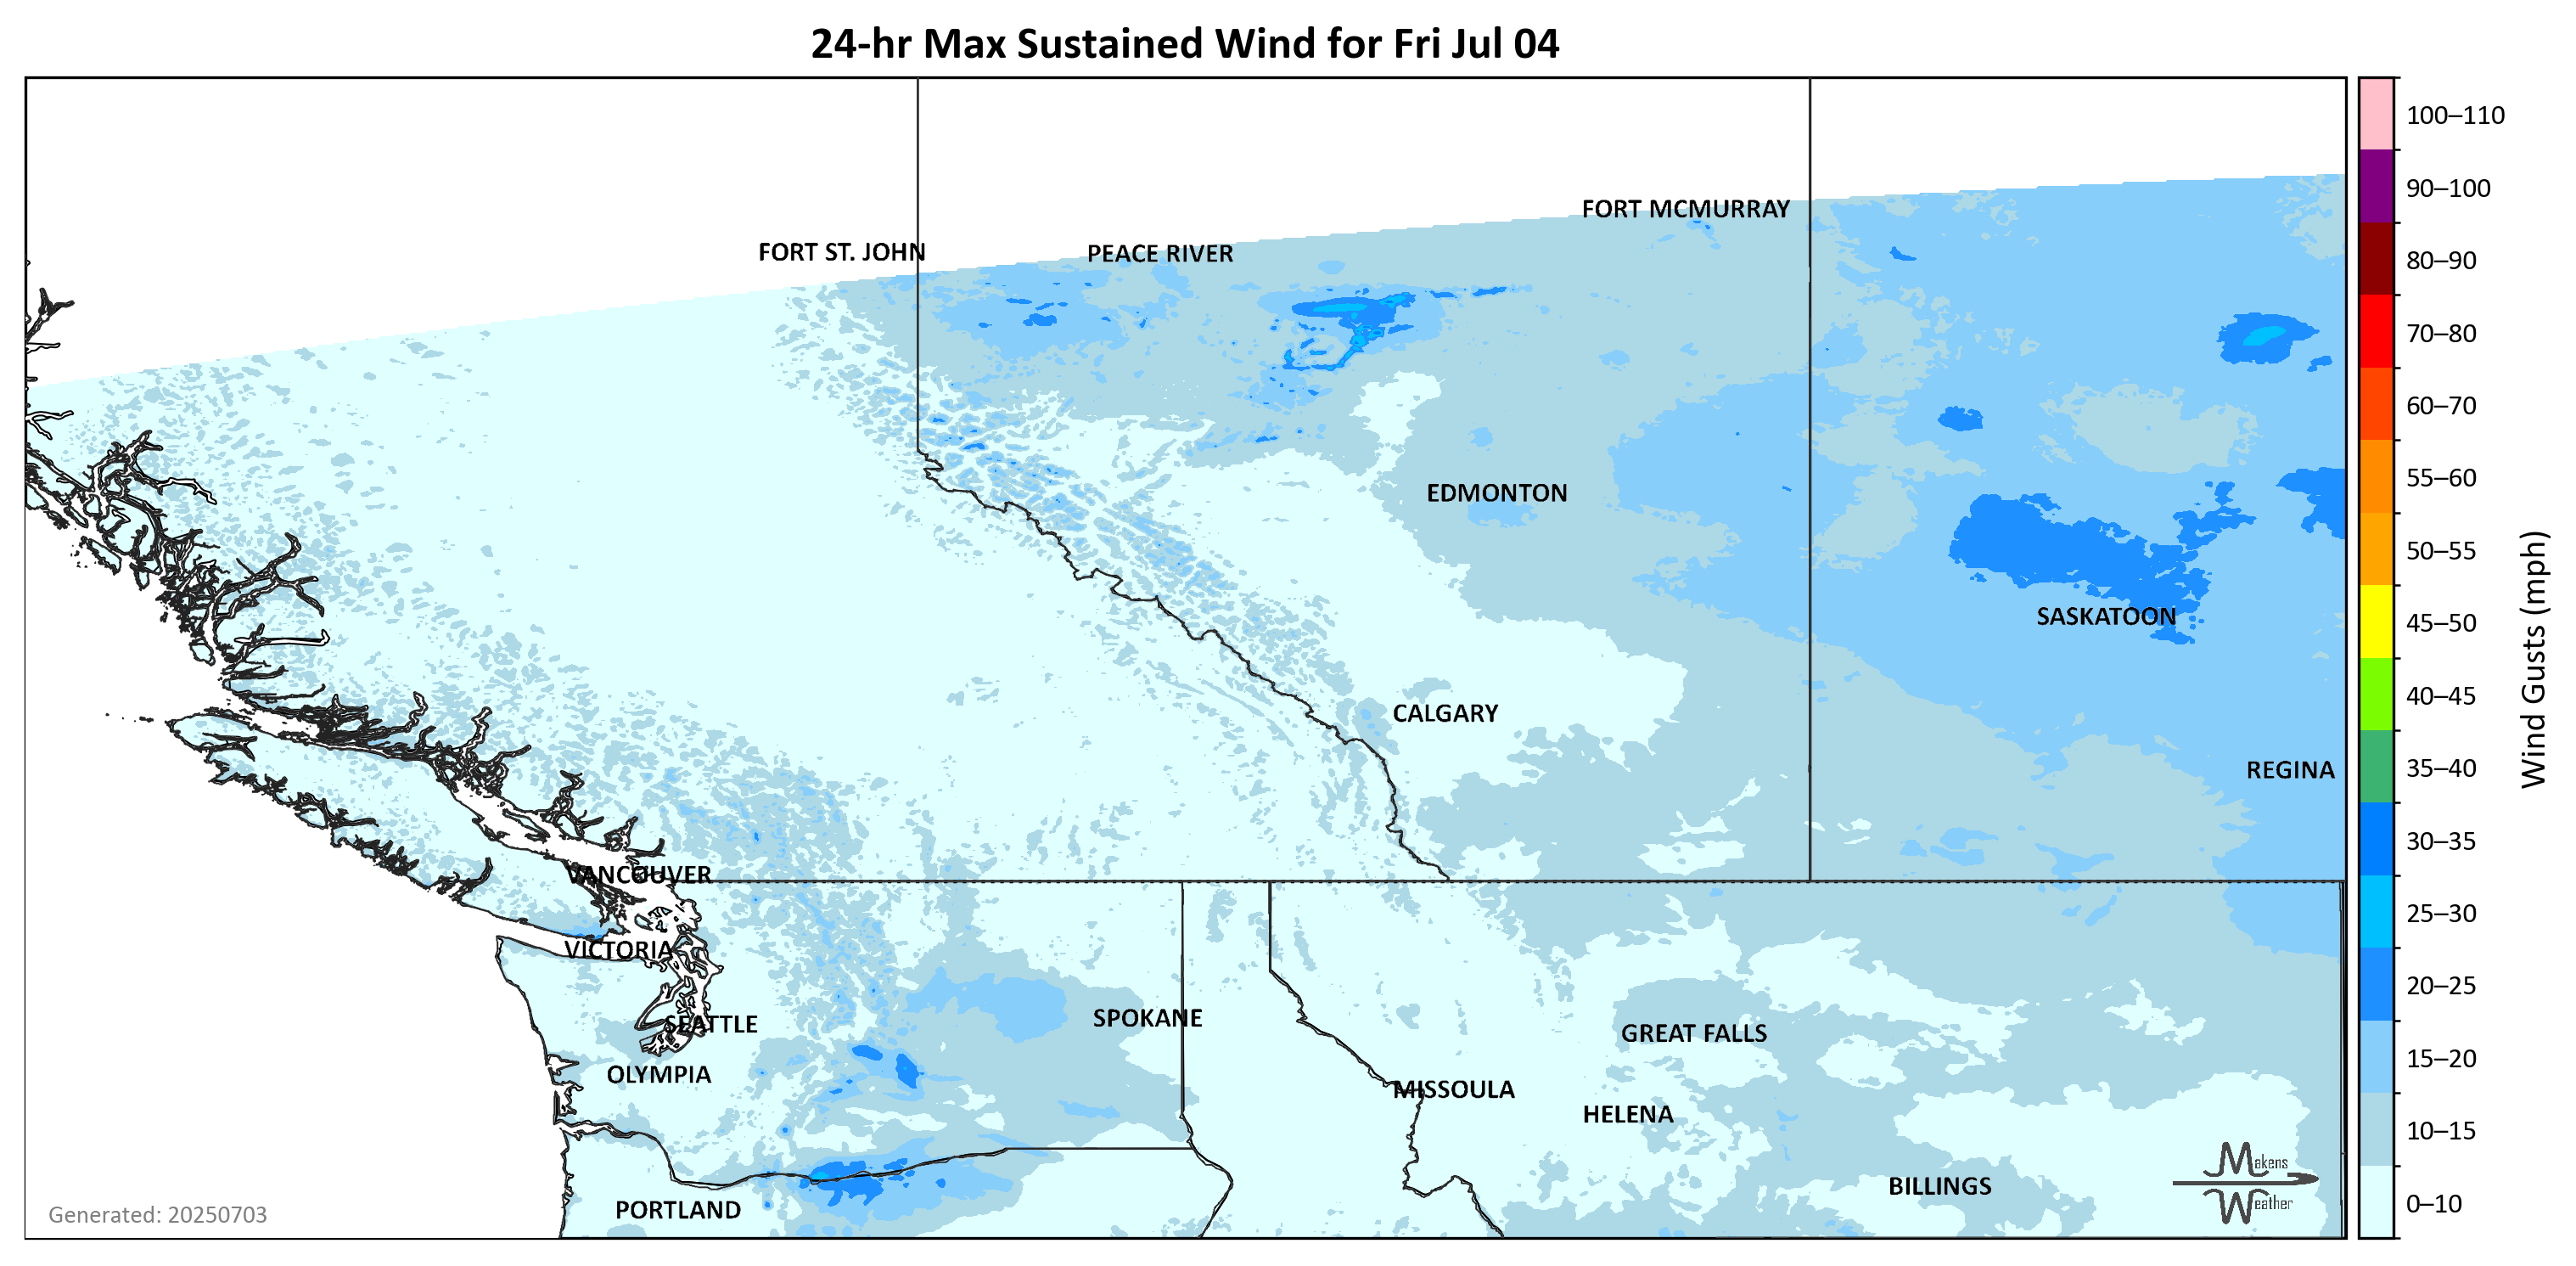 24-hr Max Sustained Wind for Fri Jul 04
FORT MCMURRAY
FORT ST. JOHN
PEACE RIVER
EDMONTON
SASKATOON
CALGARY
REGINA
VANCOUVER
VICTORIA
SEATTLE
SPOKANE
GREAT FALLS
OLYMPIA
MISSOULA
HELENA
BILLINGS
PORTLAND
Makens
Weather
Generated: 20250703
100–110
90–100
80–90
70–80
60–70
55–60
50–55
45–50
40–45
35–40
30–35
25–30
20–25
15–20
10–15
0–10
Wind Gusts (mph)